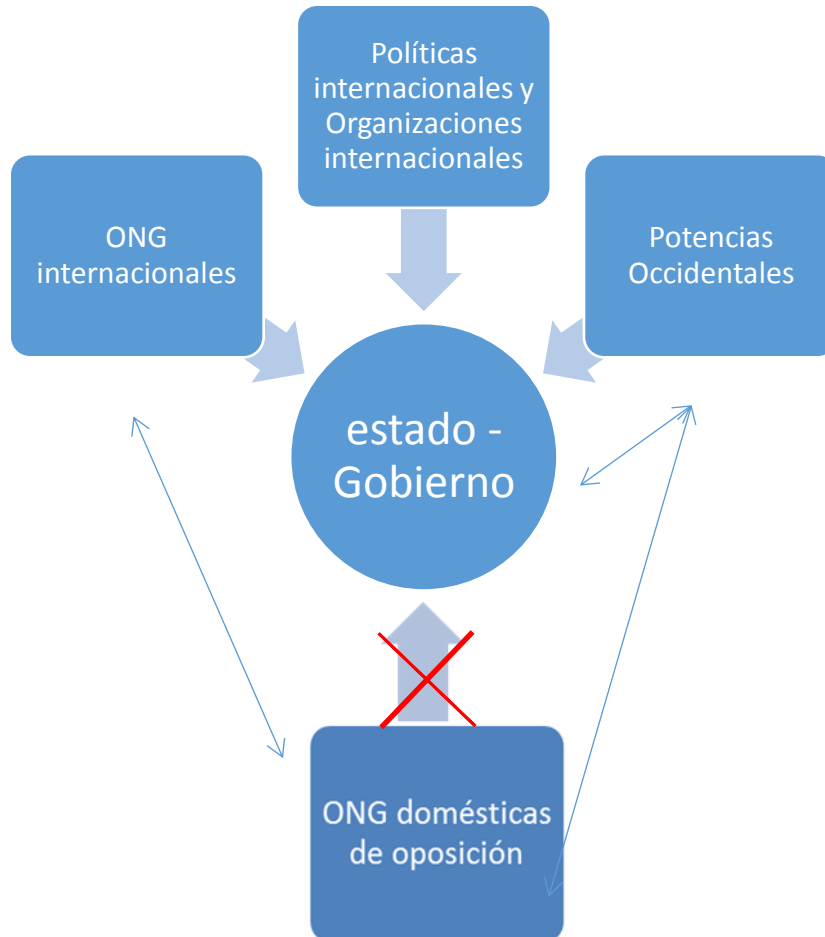 Políticas
internacionales y
Organizaciones
internacionales
ONG
internacionales
Potencias
Occidentales
estado -
Gobierno
ONG domésticas
de oposición